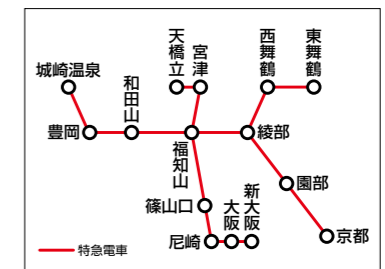 天橋立
宮津
西舞鶴
東舞鶴
城崎温泉
和田山
豊岡
福知山
綾部
園部
篠山口
新大阪
大阪
尼崎
京都
特急電車